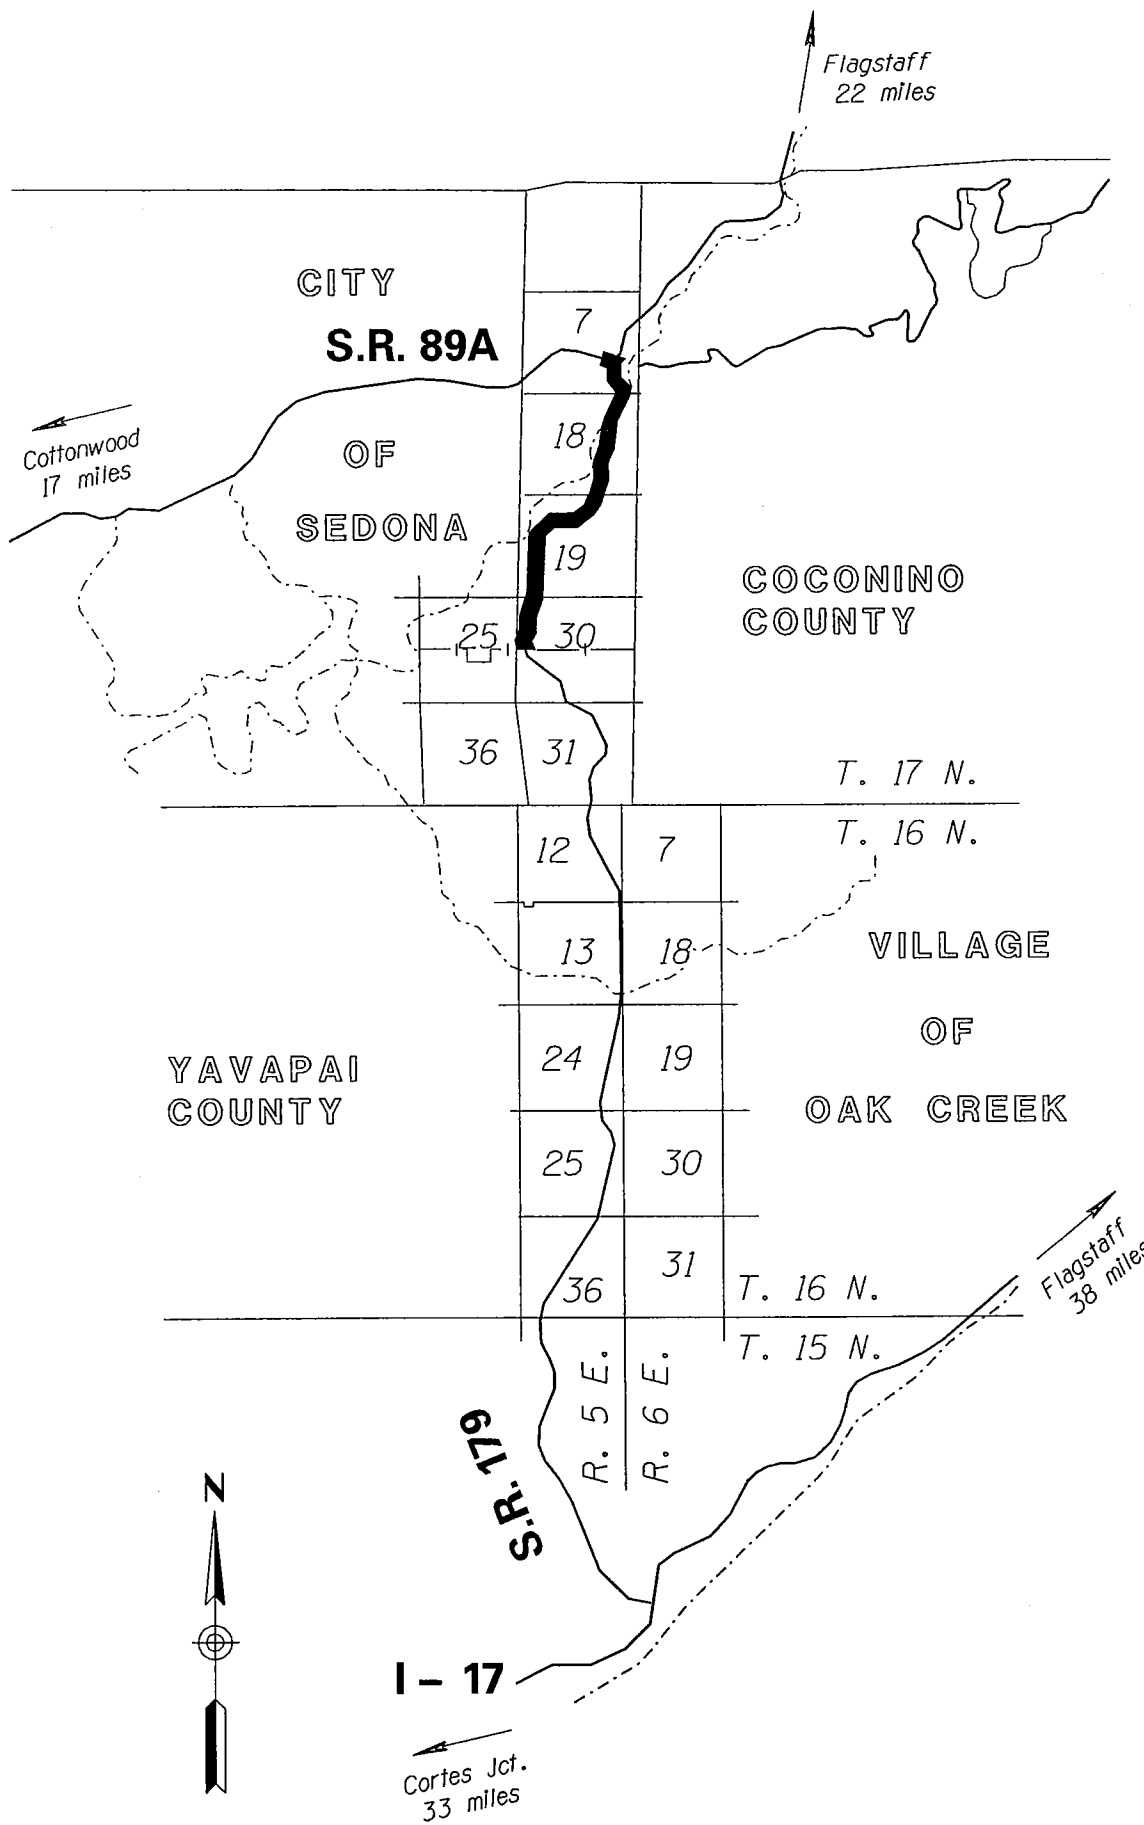 Flagstaff
22 miles
CITY
7
S.R. 89A
Cottonwood
17 miles
OF
18
SEDONA
19
COCONINO
COUNTY
25
30
36
31
T. 17 N.
T. 16 N.
12
7
13
18
VILLAGE
OF
OAK CREEK
YAVAPAI
COUNTY
24
19
25
30
36
31
T. 16 N.
T. 15 N.
Flagstaff
38 miles
R. 5 E.
R. 6 E.
S.R. 179
N
I - 17
Cortes Jct.
33 miles